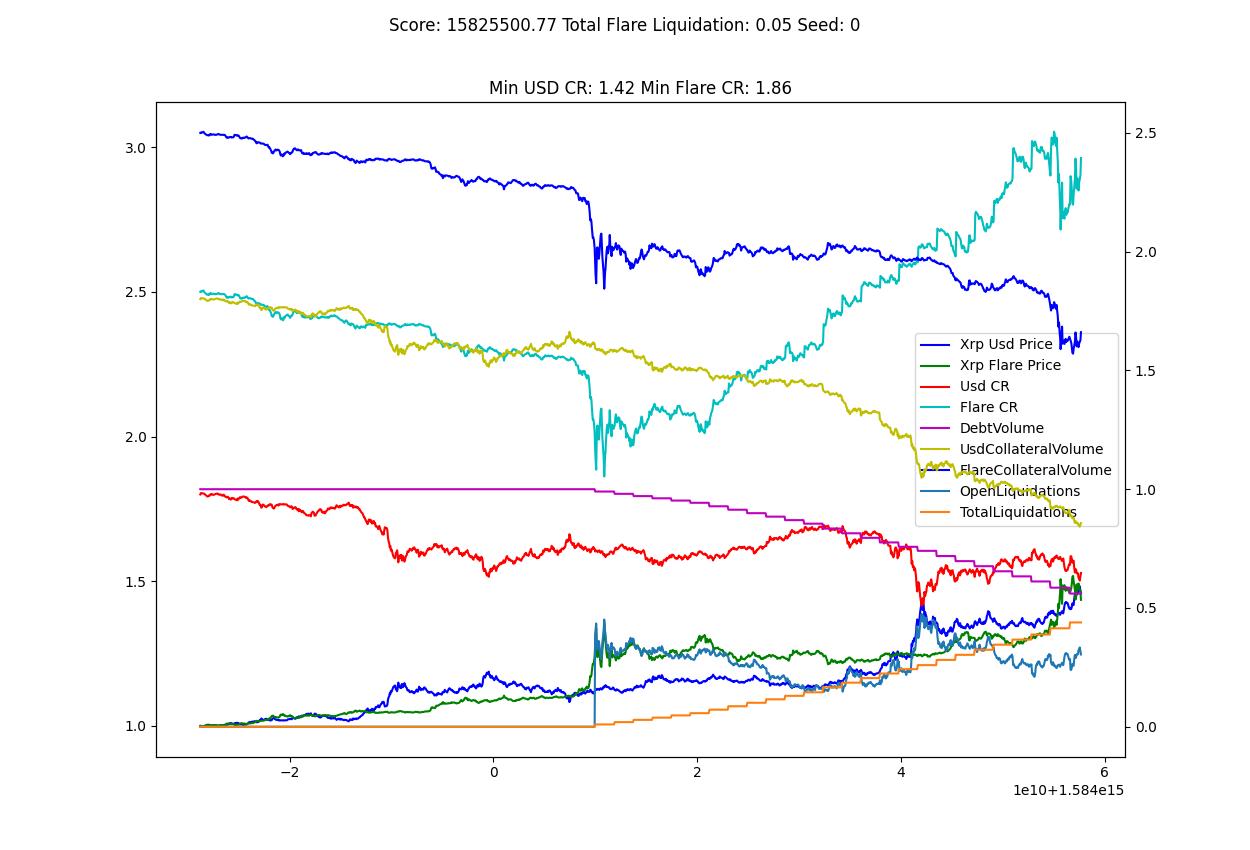 Score: 15825500.77 Total Flare Liquidation: 0.05 Seed: 0
Min USD CR: 1.42 Min Flare CR: 1.86
3.0
2.5
2.0
1.5
1.0
2.5
2.0
1.5
1.0
0.5
0.0
Xrp Usd Price
Xrp Flare Price
Usd CR
Flare CR
DebtVolume
UsdCollateralVolume
FlareCollateralVolume
OpenLiquidations
TotalLiquidations
−2 0 2 4 6
1e10+1.584e15